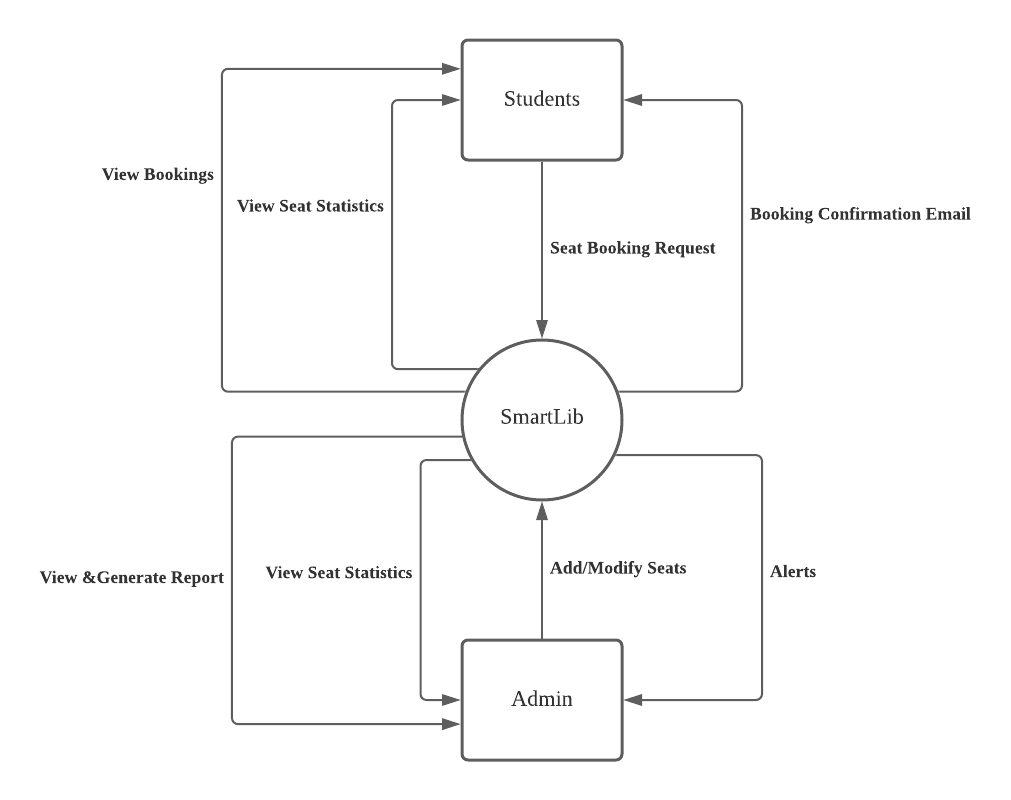 Students
View Bookings
View Seat Statistics
Booking Confirmation Email
Seat Booking Request
SmartLib
View &Generate Report
View Seat Statistics
Add/Modify Seats
Alerts
Admin